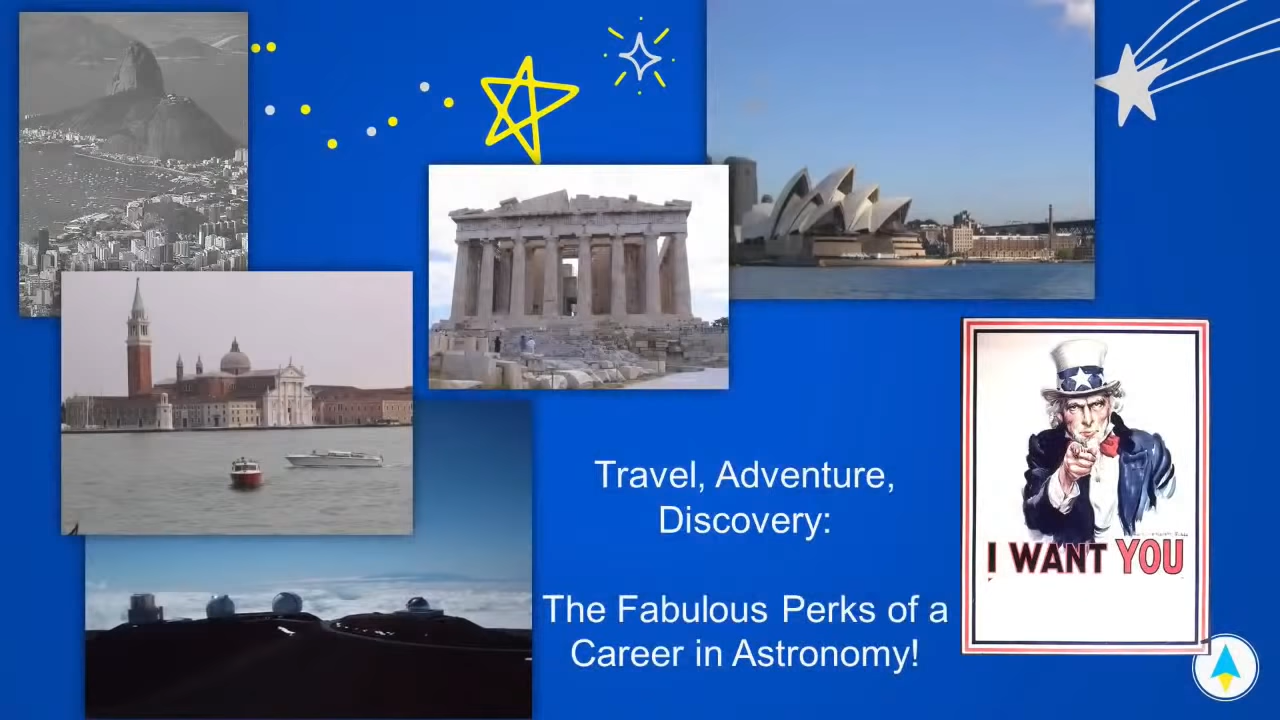 Travel, Adventure,
Discovery:
The Fabulous Perks of a
Career in Astronomy!
I WANT YOU